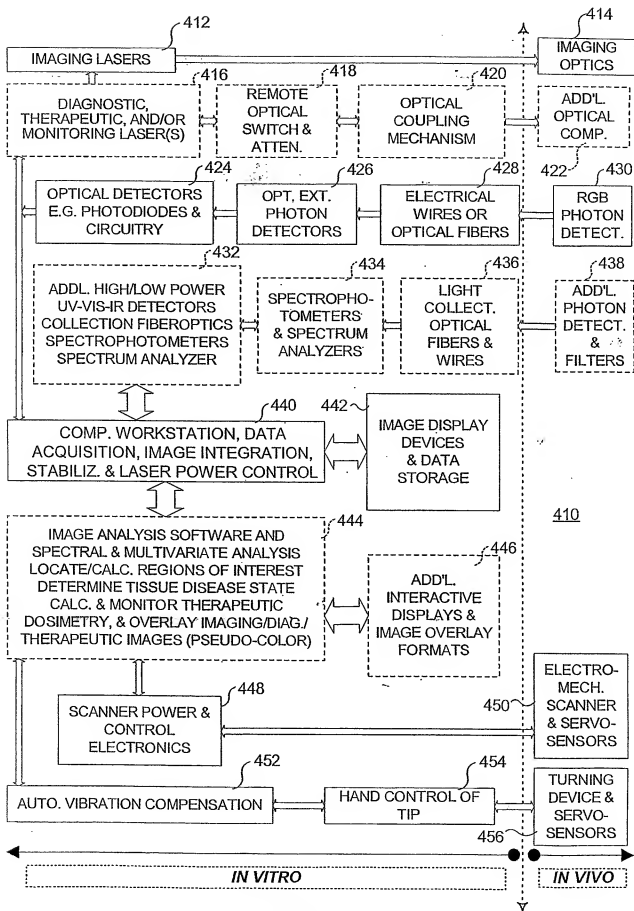 412
414
IMAGING LASERS
IMAGING
OPTICS
416
418
420
DIAGNOSTIC,
THERAPEUTIC, AND/OR
MONITORING LASER(S)
REMOTE
OPTICAL
SWITCH &
ATTEN.
OPTICAL
COUPLING
MECHANISM
ADD'L.
OPTICAL
COMP.
422
424
426
428
430
OPTICAL DETECTORS
E.G. PHOTODIODES &
CIRCUITRY
OPT, EXT.
PHOTON
DETECTORS
ELECTRICAL
WIRES OR
OPTICAL FIBERS
RGB
PHOTON
DETECT.
432
434
436
438
ADDL. HIGH/LOW POWER
UV-VIS-IR DETECTORS
COLLECTION FIBEROPTICS
SPECTROPHOTOMETERS
SPECTRUM ANALYZER
SPECTROPHO-
TOMETERS
& SPECTRUM
ANALYZERS
LIGHT
COLLECT.
OPTICAL
FIBERS &
WIRES
ADD'L.
PHOTON
DETECT.
&
FILTERS
440
442
COMP. WORKSTATION, DATA
ACQUISITION, IMAGE INTEGRATION,
STABILIZ. & LASER POWER CONTROL
IMAGE DISPLAY
DEVICES
& DATA
STORAGE
410
444
446
IMAGE ANALYSIS SOFTWARE AND
SPECTRAL & MULTIVARIATE ANALYSIS
LOCATE/CALC. REGIONS OF INTEREST
DETERMINE TISSUE DISEASE STATE
CALC. & MONITOR THERAPEUTIC
DOSIMETRY, & OVERLAY IMAGING/DIAG./
THERAPEUTIC IMAGES (PSEUDO-COLOR)
ADD'L.
INTERACTIVE
DISPLAYS &
IMAGE OVERLAY
FORMATS
448
450
SCANNER POWER &
CONTROL
ELECTRONICS
ELECTRO-
MECH.
SCANNER
& SERVO-
SENSORS
452
454
AUTO. VIBRATION COMPENSATION
HAND CONTROL OF
TIP
TURNING
DEVICE &
SERVO-
SENSORS
456
IN VITRO
IN VIVO